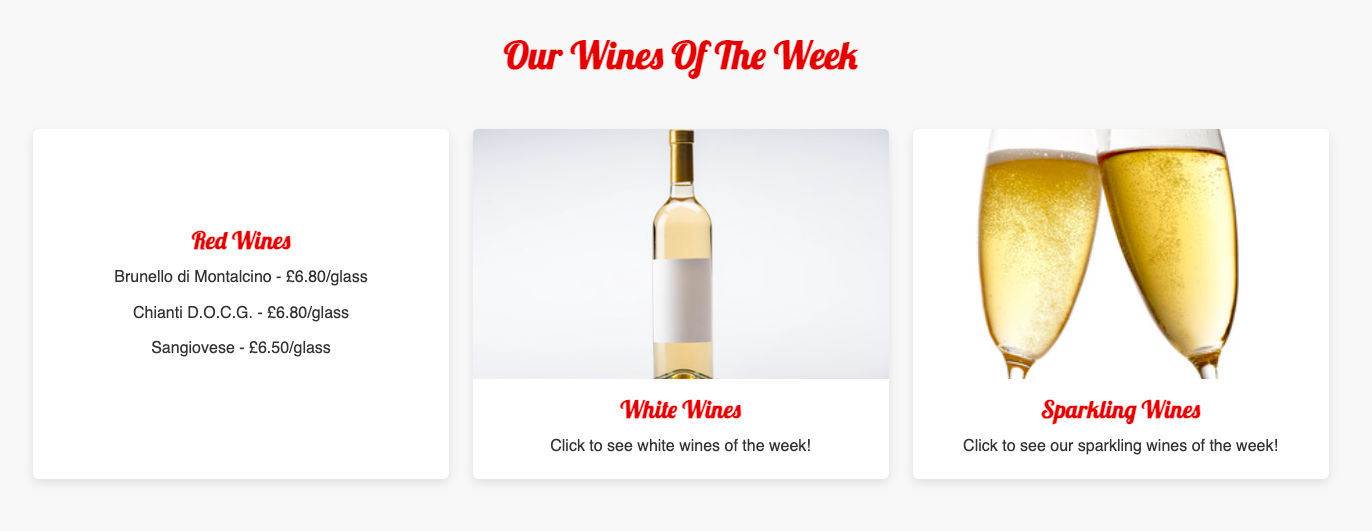 Our Wines Of The Week
Red Wines
Brunello di Montalcino - £6.80/glass
Chianti D.O.C.G. - £6.80/glass
Sangiovese - £6.50/glass
White Wines
Click to see white wines of the week!
Sparkling Wines
Click to see our sparkling wines of the week!